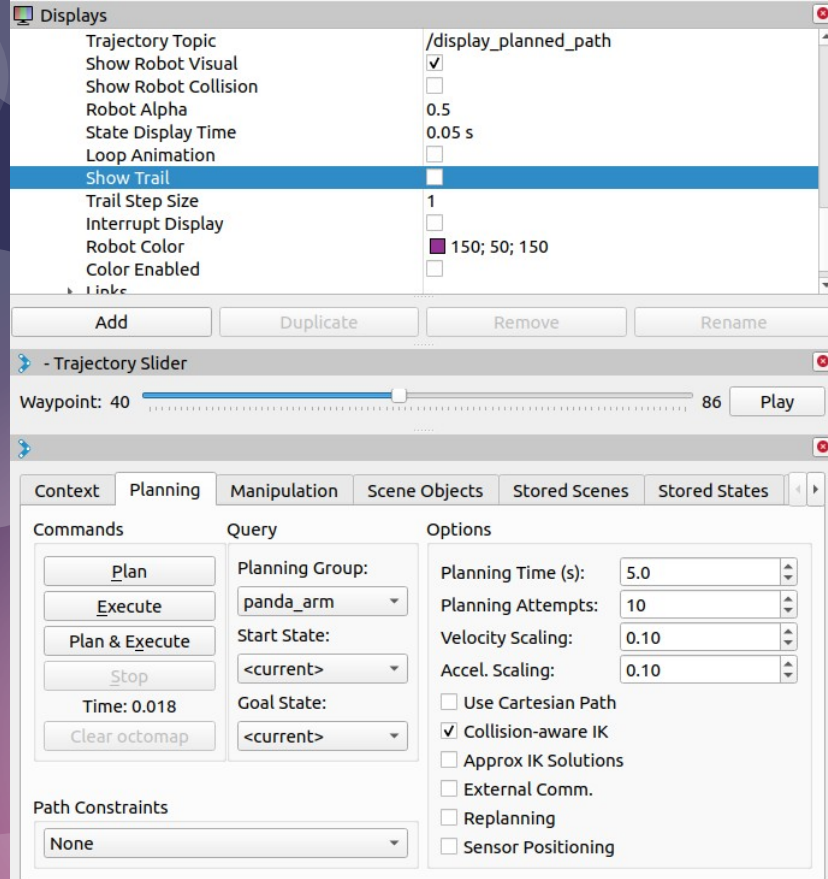 Displays
Trajectory Topic /display_planned_path
Show Robot Visual
Show Robot Collision
Robot Alpha 0.5
State Display Time 0.05 s
Loop Animation
Show Trail
Trail Step Size 1
Interrupt Display
Robot Color 150; 50; 150
Color Enabled
Links
Add Duplicate Remove Rename
- Trajectory Slider
Waypoint: 40 86 Play
Context Planning Manipulation Scene Objects Stored Scenes Stored States
Commands
Plan
Execute
Plan & Execute
Stop
Time: 0.018
Clear octomap
Query
Planning Group:
panda_arm
Start State:
<current>
Goal State:
<current>
Options
Planning Time (s): 5.0
Planning Attempts: 10
Velocity Scaling: 0.10
Accel. Scaling: 0.10
Use Cartesian Path
Collision-aware IK
Approx IK Solutions
External Comm.
Replanning
Sensor Positioning
Path Constraints
None